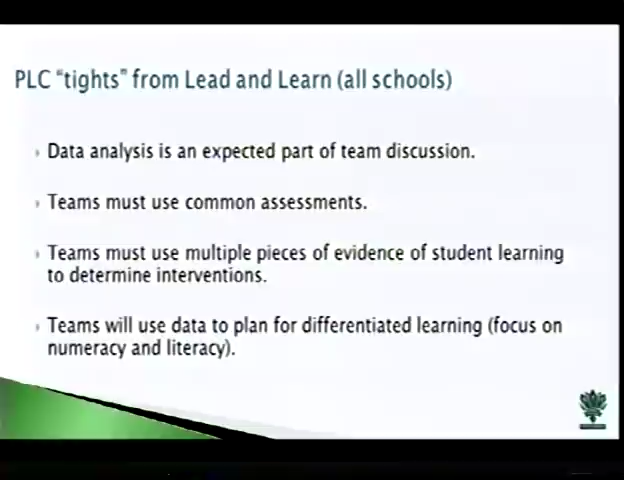 PLC “tights” from Lead and Learn (all schools)
Data analysis is an expected part of team discussion.
Teams must use common assessments.
Teams must use multiple pieces of evidence of student learning
to determine interventions.
Teams will use data to plan for differentiated learning (focus on
numeracy and literacy).